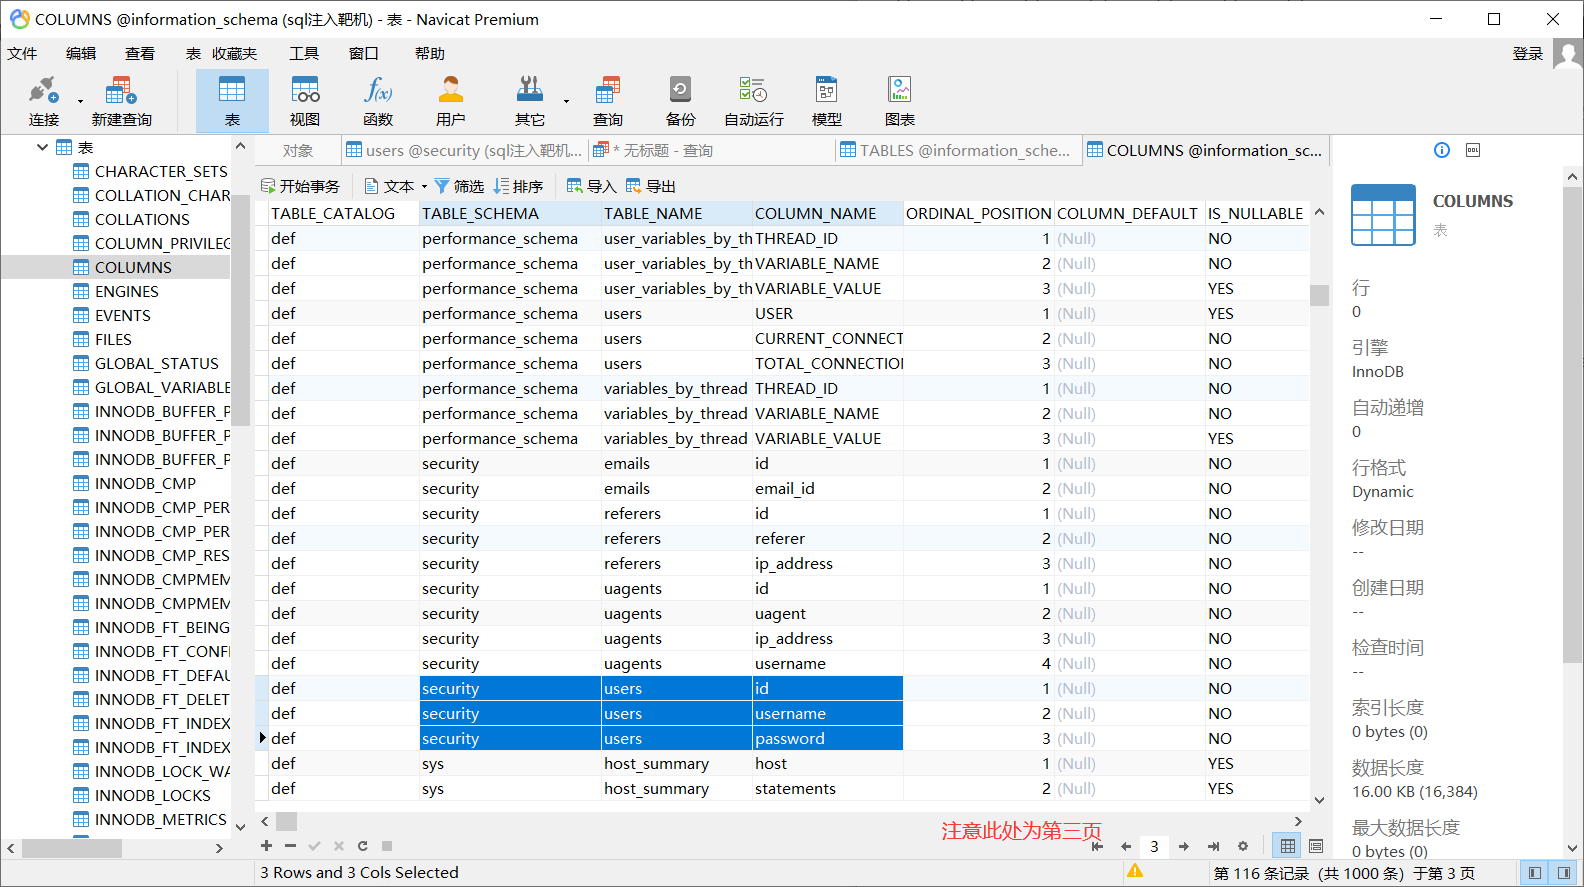 COLUMNS @information_schema (sql注入靶机) - 表 - Navicat Premium
文件 编辑 查看 表 收藏夹 工具 窗口 帮助 登录
连接 新建查询 表 视图 函数 用户 其它 查询 备份 自动运行 模型 图表
对象 users @security (sql注入靶机... * 无标题 - 查询 TABLES @information_sche... COLUMNS @information_sc...
开始事务 文本 筛选 排序 导入 导出
表
CHARACTER_SETS
COLLATION_CHAR
COLLATIONS
COLUMN_PRIVILEG
COLUMNS
ENGINES
EVENTS
FILES
GLOBAL_STATUS
GLOBAL_VARIABLE
INNODB_BUFFER_P
INNODB_BUFFER_P
INNODB_BUFFER_P
INNODB_CMP
INNODB_CMP_PER
INNODB_CMP_PER
INNODB_CMP_RES
INNODB_CMPMEM
INNODB_CMPMEM
INNODB_FT_BEING
INNODB_FT_CONFI
INNODB_FT_DEFAU
INNODB_FT_DELET
INNODB_FT_INDEX
INNODB_FT_INDEX
INNODB_LOCK_WA
INNODB_LOCKS
INNODB_METRICS
TABLE_CATALOG TABLE_SCHEMA TABLE_NAME COLUMN_NAME ORDINAL_POSITION COLUMN_DEFAULT IS_NULLABLE
def performance_schema user_variables_by_th THREAD_ID 1 (Null) NO
def performance_schema user_variables_by_th VARIABLE_NAME 2 (Null) NO
def performance_schema user_variables_by_th VARIABLE_VALUE 3 (Null) YES
def performance_schema users USER 1 (Null) YES
def performance_schema users CURRENT_CONNECT 2 (Null) NO
def performance_schema users TOTAL_CONNECTION 3 (Null) NO
def performance_schema variables_by_thread THREAD_ID 1 (Null) NO
def performance_schema variables_by_thread VARIABLE_NAME 2 (Null) NO
def performance_schema variables_by_thread VARIABLE_VALUE 3 (Null) YES
def security emails id 1 (Null) NO
def security emails email_id 2 (Null) NO
def security referers id 1 (Null) NO
def security referers referer 2 (Null) NO
def security referers ip_address 3 (Null) NO
def security uagents id 1 (Null) NO
def security uagents uagent 2 (Null) NO
def security uagents ip_address 3 (Null) NO
def security uagents username 4 (Null) NO
def security users id 1 (Null) NO
def security users username 2 (Null) NO
def security users password 3 (Null) NO
def sys host_summary host 1 (Null) YES
def sys host_summary statements 2 (Null) YES
注意此处为第三页
3
3 Rows and 3 Cols Selected
第 116 条记录 (共 1000 条) 于第 3 页
DDL
COLUMNS
表
行
0
引擎
InnoDB
自动递增
0
行格式
Dynamic
修改日期
--
创建日期
--
检查时间
--
索引长度
0 bytes (0)
数据长度
16.00 KB (16,384)
最大数据长度
0 bytes (0)